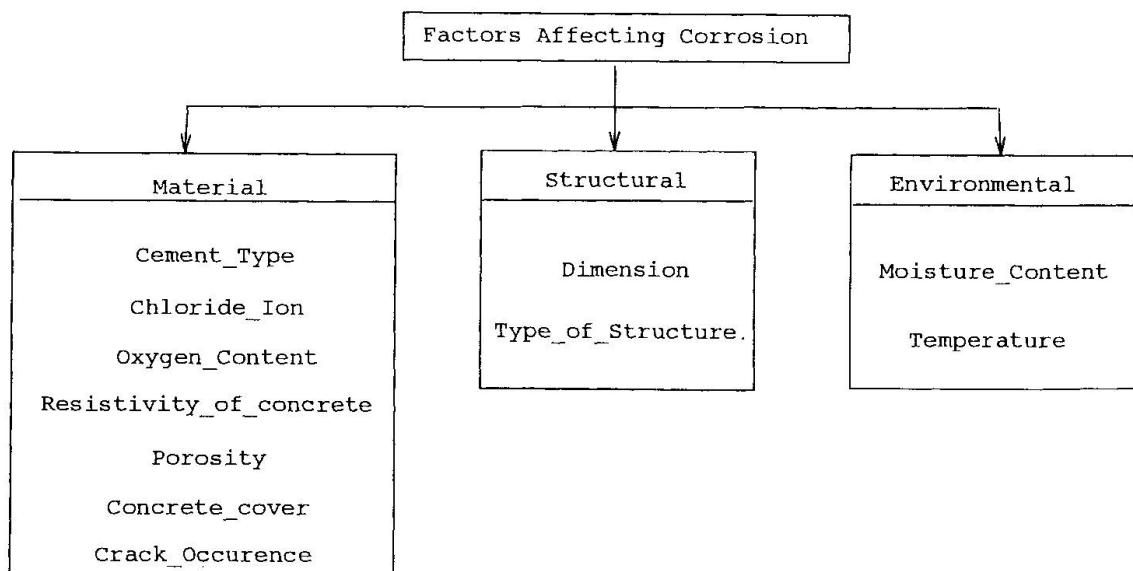 Factors Affecting Corrosion
Material
Cement_Type
Chloride_Ion
Oxygen_Content
Resistivity_of_concrete
Porosity
Concrete_cover
Crack_Occurence
Structural
Dimension
Type_of_Structure.
Environmental
Moisture_Content
Temperature